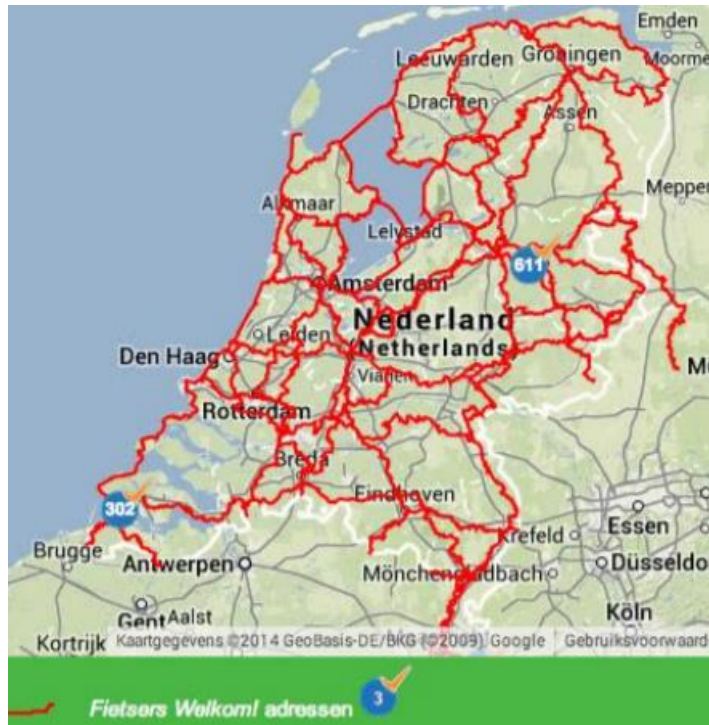 Emden
Leeuwarden Groningen
Drachten
Assen
Alkmaar
Meppen
Lelystad
611
Amsterdam
Leiden
Nederland
(Netherlands)
Den Haag
Vianen
Rotterdam
Breda
Eindhoven
302
Essen
Krefeld
Brugge
Antwerpen
Düsseldo
Mönchengladbach
Gent Aalst
Köln
Kortrijk
Kaartgegevens ©2014 GeoBasis-DE/BKG (©2009), Google Gebruiksvoorwaard
Fietsers Welkom! adressen 3